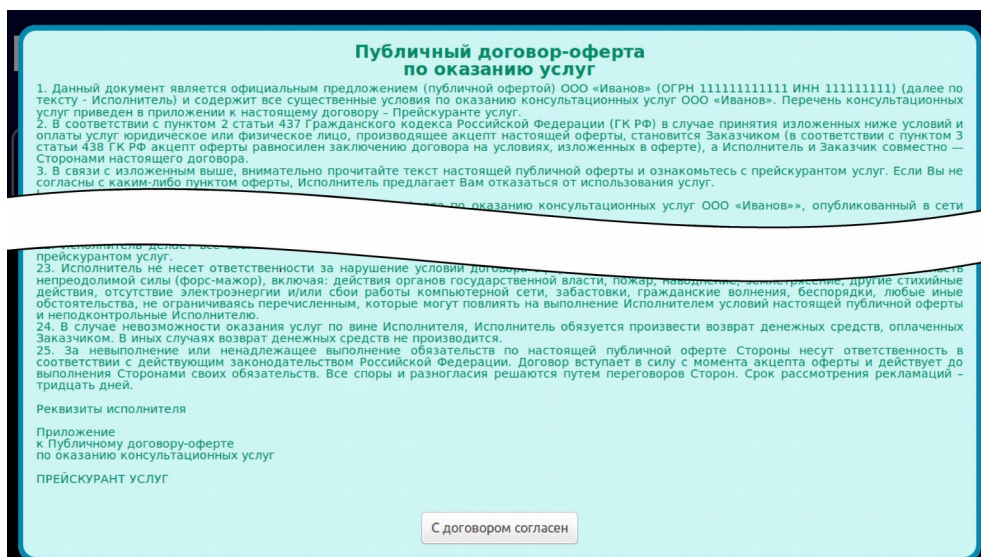 Публичный договор-оферта
по оказанию услуг
1. Данный документ является официальным предложением (публичной офертой) ООО «Иванов» (ОГРН 111111111111 ИНН 111111111) (далее по
тексту - Исполнитель) и содержит все существенные условия по оказанию консультационных услуг ООО «Иванов». Перечень консультационных
услуг приведен в приложении к настоящему договору – Прейскуранте услуг.
2. В соответствии с пунктом 2 статьи 437 Гражданского кодекса Российской Федерации (ГК РФ) в случае принятия изложенных ниже условий и
оплаты услуг юридическое или физическое лицо, производящее акцепт настоящей оферты, становится Заказчиком (в соответствии с пунктом 3
статьи 438 ГК РФ акцепт оферты равносилен заключению договора на условиях, изложенных в оферте), а Исполнитель и Заказчик совместно —
Сторонами настоящего договора.
3. В связи с изложенным выше, внимательно прочитайте текст настоящей публичной оферты и ознакомьтесь с прейскурантом услуг. Если Вы не
согласны с каким-либо пунктом оферты, Исполнитель предлагает Вам отказаться от использования услуг.
по оказанию консультационных услуг ООО «Иванов»», опубликованный в сети
Исполнитель делает все
прейскурантом услуг.
23. Исполнитель не несет ответственности за нарушение условий договора
непреодолимой силы (форс-мажор), включая: действия органов государственной власти, пожар, наводнение, землетрясение, другие стихийные
действия, отсутствие электроэнергии и/или сбои работы компьютерной сети, забастовки, гражданские волнения, беспорядки, любые иные
обстоятельства, не ограничиваясь перечисленным, которые могут повлиять на выполнение Исполнителем условий настоящей публичной оферты
и неподконтрольные Исполнителю.
24. В случае невозможности оказания услуг по вине Исполнителя, Исполнитель обязуется произвести возврат денежных средств, оплаченных
Заказчиком. В иных случаях возврат денежных средств не производится.
25. За невыполнение или ненадлежащее выполнение обязательств по настоящей публичной оферте Стороны несут ответственность в
соответствии с действующим законодательством Российской Федерации. Договор вступает в силу с момента акцепта оферты и действует до
выполнения Сторонами своих обязательств. Все споры и разногласия решаются путем переговоров Сторон. Срок рассмотрения рекламаций –
тридцать дней.
Реквизиты исполнителя
Приложение
к Публичному договору-оферте
по оказанию консультационных услуг
ПРЕЙСКУРАНТ УСЛУГ
С договором согласен